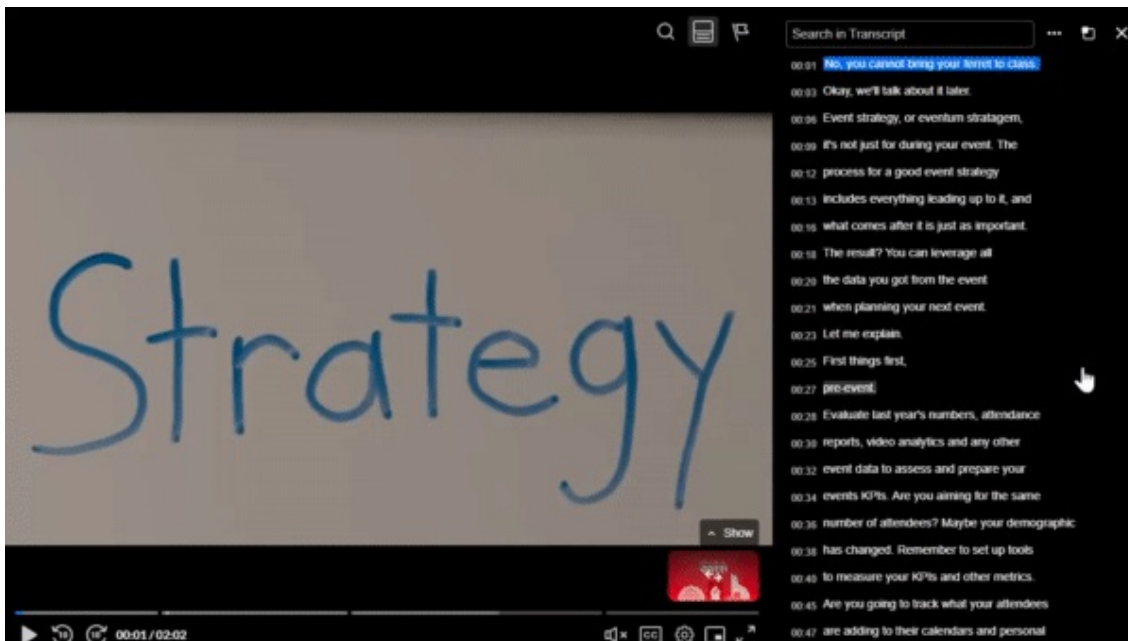 Search in Transcript
00:01 No, you cannot bring your ferret to class.
00:03 Okay, we'll talk about it later.
00:06 Event strategy, or eventum stratagem,
00:09 it's not just for during your event. The
00:12 process for a good event strategy
00:13 includes everything leading up to it, and
00:16 what comes after it is just as important.
00:18 The result? You can leverage all
00:20 the data you got from the event
00:21 when planning your next event.
00:23 Let me explain.
00:25 First things first,
00:27 pre-event.
00:28 Evaluate last year's numbers, attendance
00:30 reports, video analytics and any other
00:32 event data to assess and prepare your
00:34 events KPIs. Are you aiming for the same
00:36 number of attendees? Maybe your demographic
00:38 has changed. Remember to set up tools
00:40 to measure your KPIs and other metrics.
00:45 Are you going to track what your attendees
00:47 are adding to their calendars and personal
Strategy
Show
10
10
00:01 / 02:02
CC